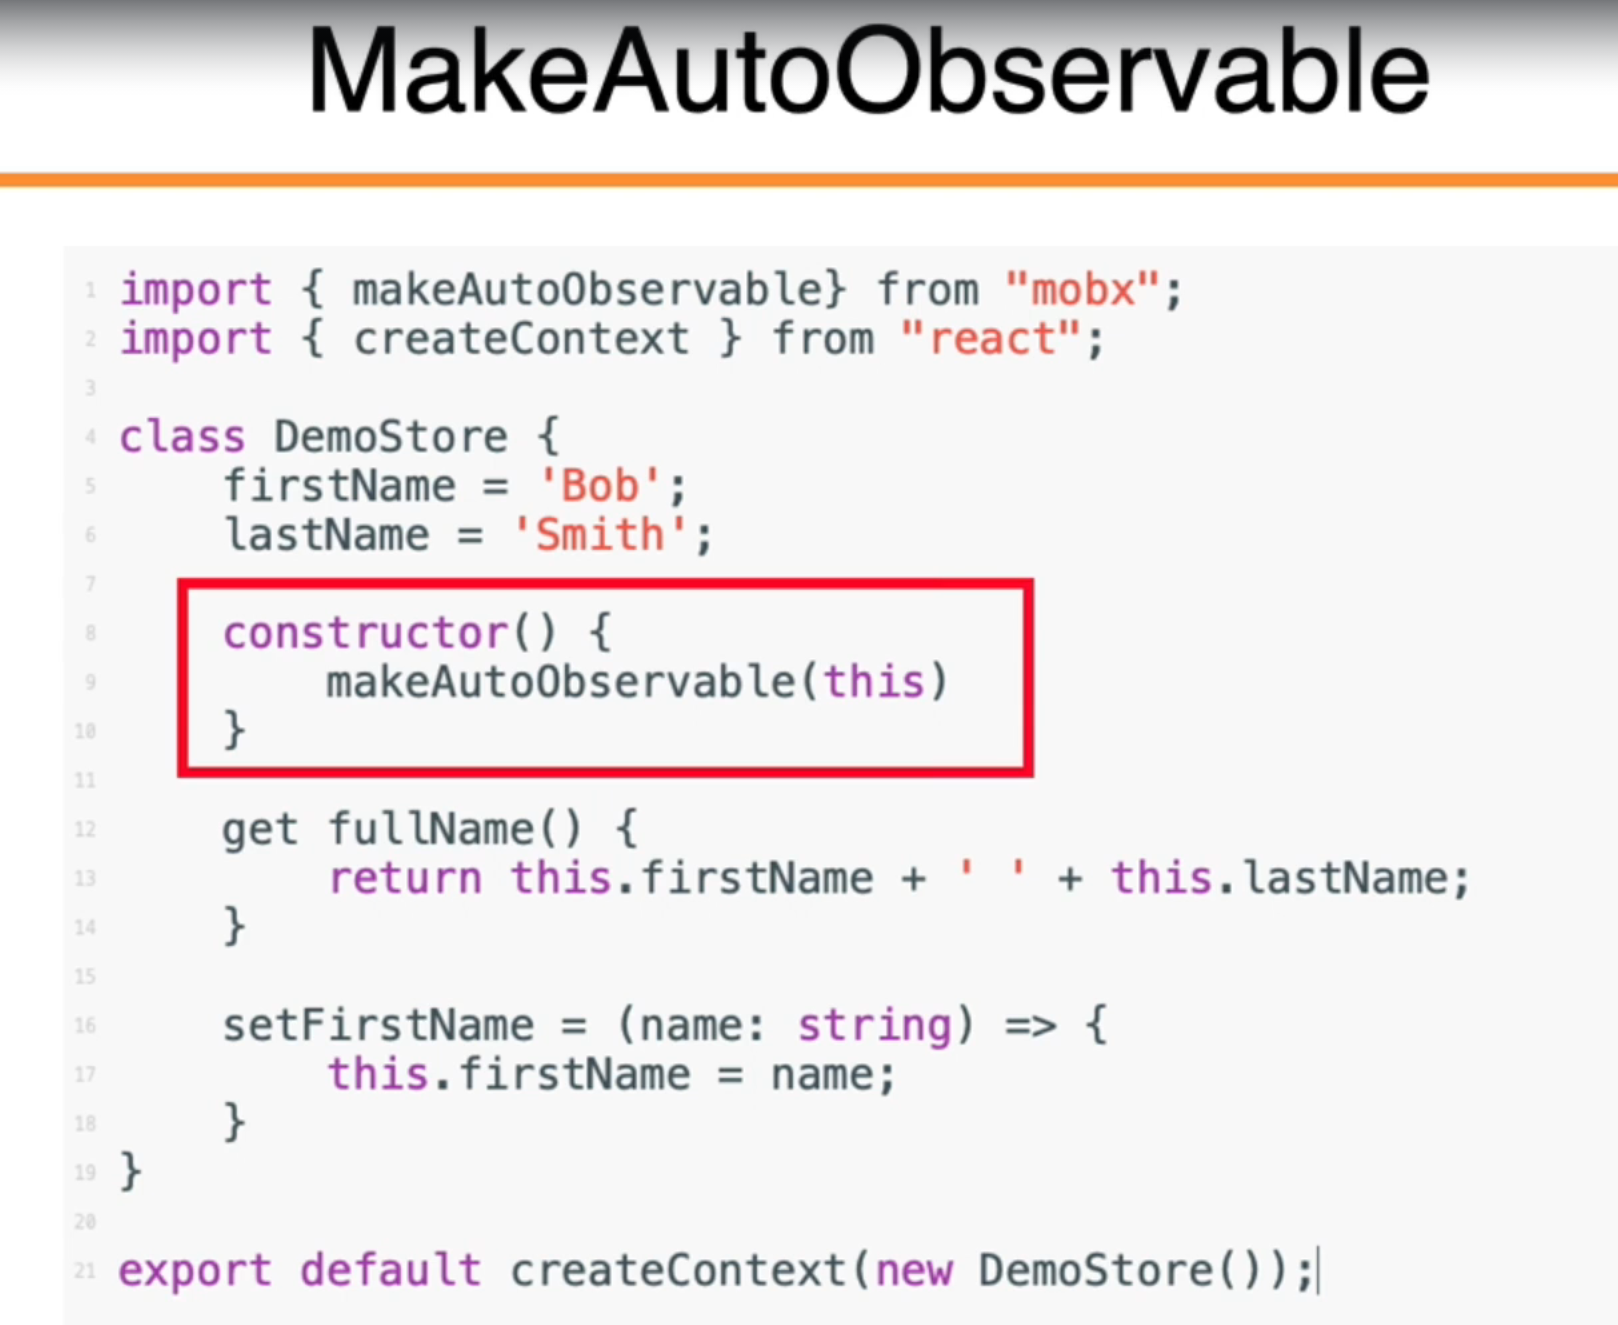 MakeAutoObservable
1 import { makeAutoObservable} from "mobx";
2 import { createContext } from "react";
3
4 class DemoStore {
5 firstName = 'Bob';
6 lastName = 'Smith';
7
8 constructor() {
9 makeAutoObservable(this)
10 }
11
12 get fullName() {
13 return this.firstName + ' ' + this.lastName;
14 }
15
16 setFirstName = (name: string) => {
17 this.firstName = name;
18 }
19 }
20
21 export default createContext(new DemoStore());